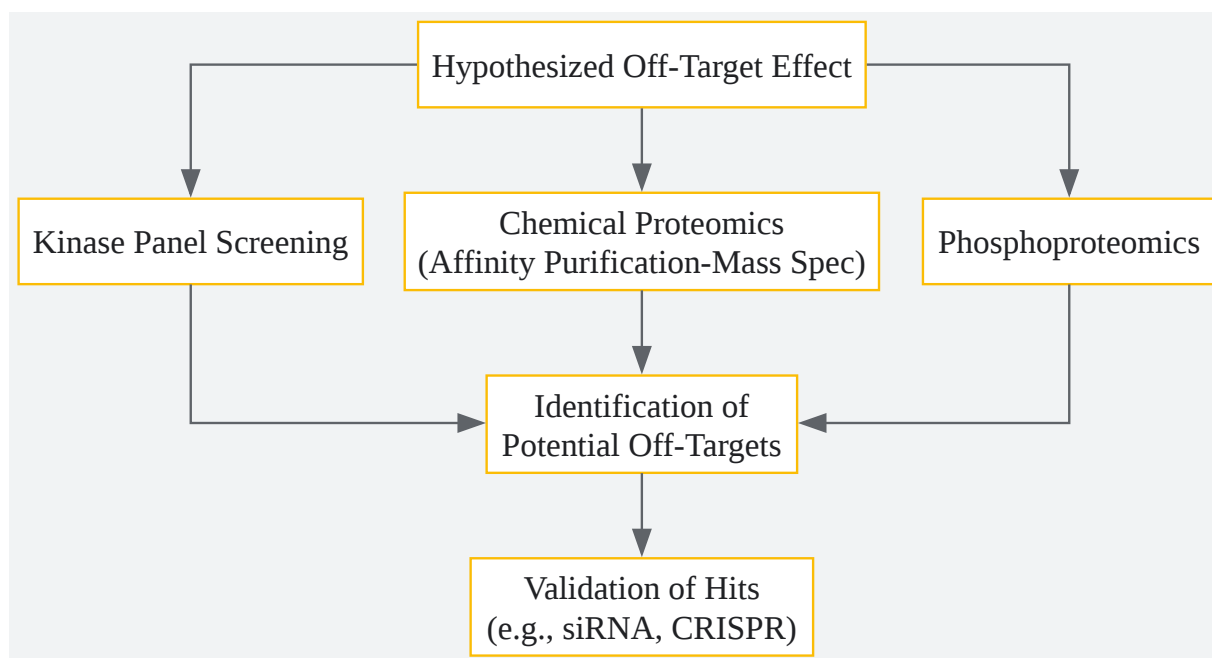 Hypothesized Off-Target Effect
Kinase Panel Screening
Chemical Proteomics
(Affinity Purification-Mass Spec)
Phosphoproteomics
Identification of
Potential Off-Targets
Validation of Hits
(e.g., siRNA, CRISPR)